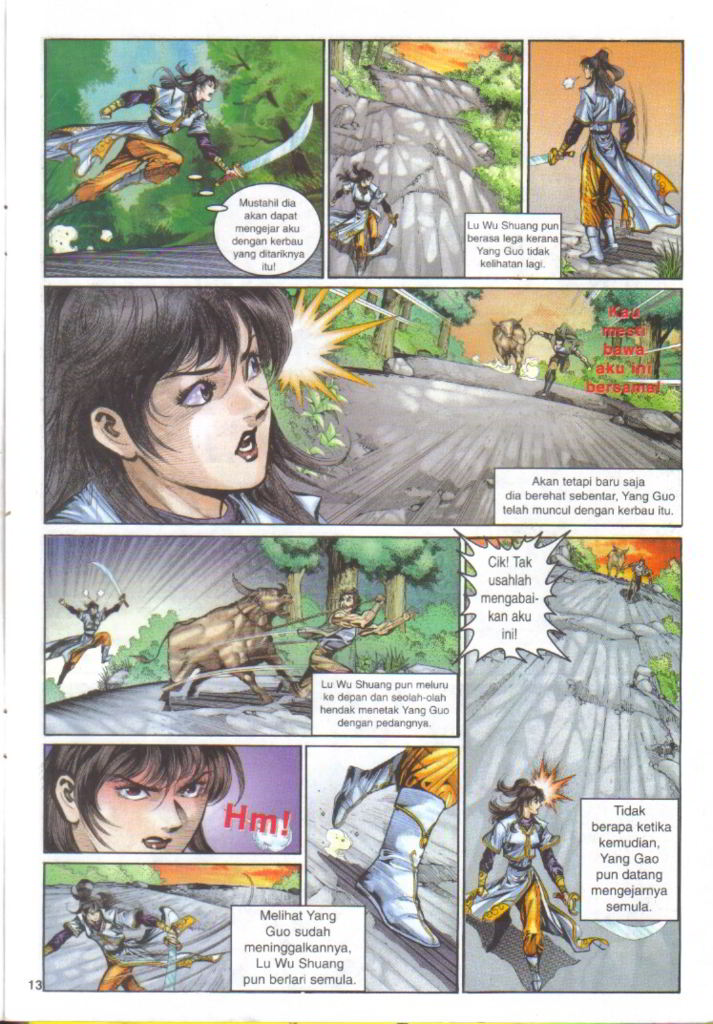 Mustahil dia
akan dapat
mengejar aku
dengan kerbau
yang ditariknya
itu!
Lu Wu Shuang pun
berasa lega kerana
Yang Guo tidak
kelihatan lagi.
Kau
mesti
bawa
aku ini
bersama!
Akan tetapi baru saja
dia berehat sebentar, Yang Guo
telah muncul dengan kerbau itu.
Lu Wu Shuang pun meluru
ke depan dan seolah-olah
hendak menetak Yang Guo
dengan pedangnya.
Cik! Tak
usahlah
mengabai-
kan aku
ini!
Hm!
Melihat Yang
Guo sudah
meninggalkannya,
Lu Wu Shuang
pun berlari semula.
Tidak
berapa ketika
kemudian,
Yang Gao
pun datang
mengejarnya
semula.
13